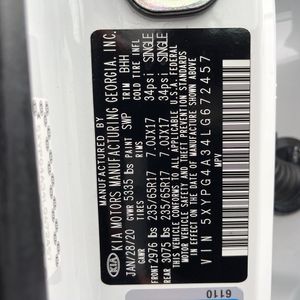 KIA
KIA MOTORS MANUFACTURING GEORGIA, INC.
JAN/28/20 PAINT SWP TRIM BHH
GVWR 5335 lbs
GAWR TIRES RIMS COLD TIRE INFL
FRONT 2976 lbs 235/65R17 7.0JX17 34psi SINGLE
REAR 3075 lbs 235/65R17 7.0JX17 34psi SINGLE
THIS VEHICLE CONFORMS TO ALL APPLICABLE
FEDERAL MOTOR VEHICLE SAFETY, BUMPER
AND THEFT PREVENTION STANDARDS
IN EFFECT ON THE DATE OF
MANUFACTURE SHOWN ABOVE.
VIN 5XYPG4A34LG672457
MPV
6110